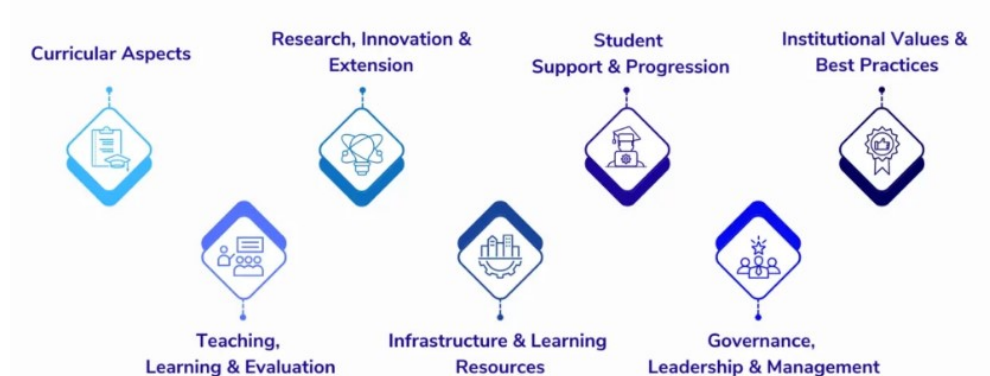 Curricular Aspects
Research, Innovation &
Extension
Student
Support & Progression
Institutional Values &
Best Practices
Teaching,
Learning & Evaluation
Infrastructure & Learning
Resources
Governance,
Leadership & Management